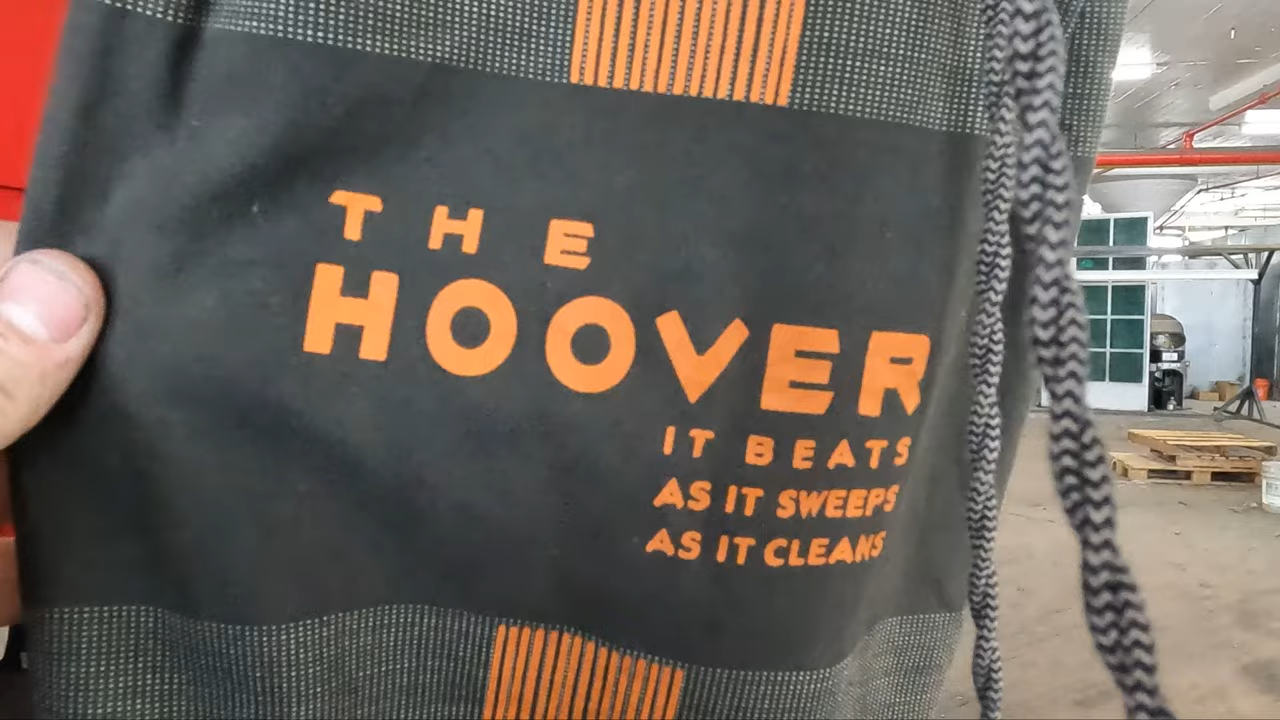 THE
HOOVER
IT BEATS
AS IT SWEEPS
AS IT CLEANS